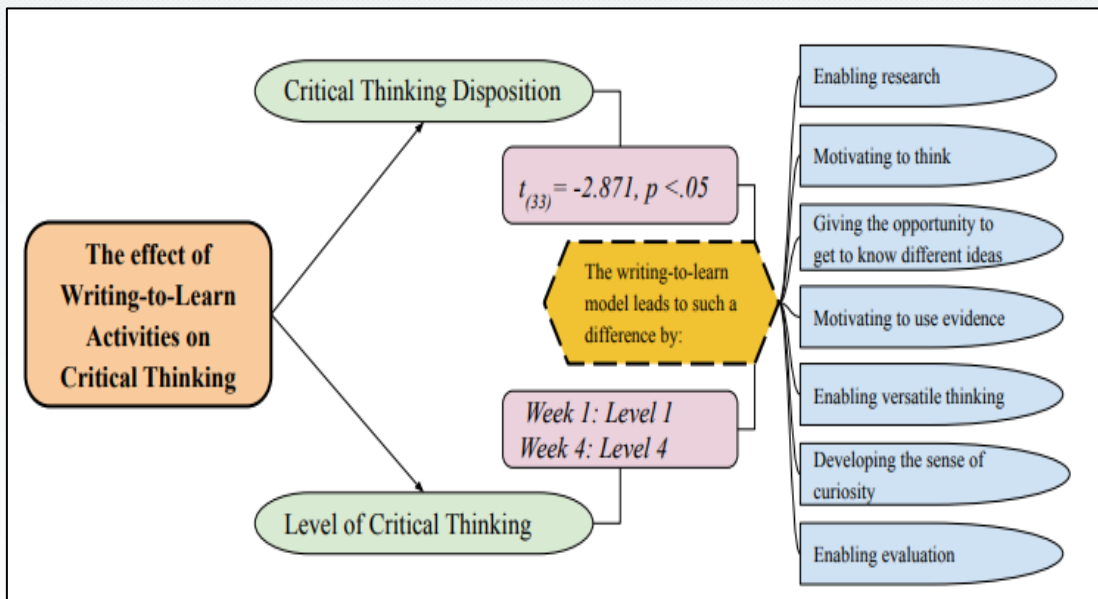 The effect of
Writing-to-Learn
Activities on
Critical Thinking
Critical Thinking Disposition
t(33)= -2.871, p <.05
The writing-to-learn
model leads to such a
difference by:
Week 1: Level 1
Week 4: Level 4
Level of Critical Thinking
Enabling research
Motivating to think
Giving the opportunity to
get to know different ideas
Motivating to use evidence
Enabling versatile thinking
Developing the sense of
curiosity
Enabling evaluation